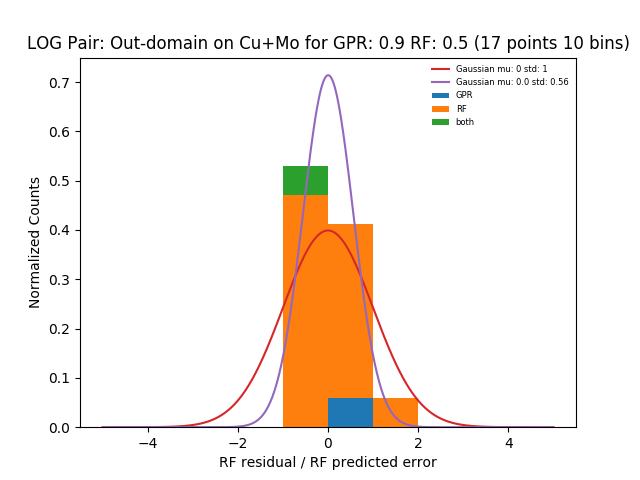 LOG Pair: Out-domain on Cu+Mo for GPR: 0.9 RF: 0.5 (17 points 10 bins)
Gaussian mu: 0 std: 1
Gaussian mu: 0.0 std: 0.56
GPR
RF
both
Normalized Counts
0.7
0.6
0.5
0.4
0.3
0.2
0.1
0.0
−4 −2 0 2 4
RF residual / RF predicted error